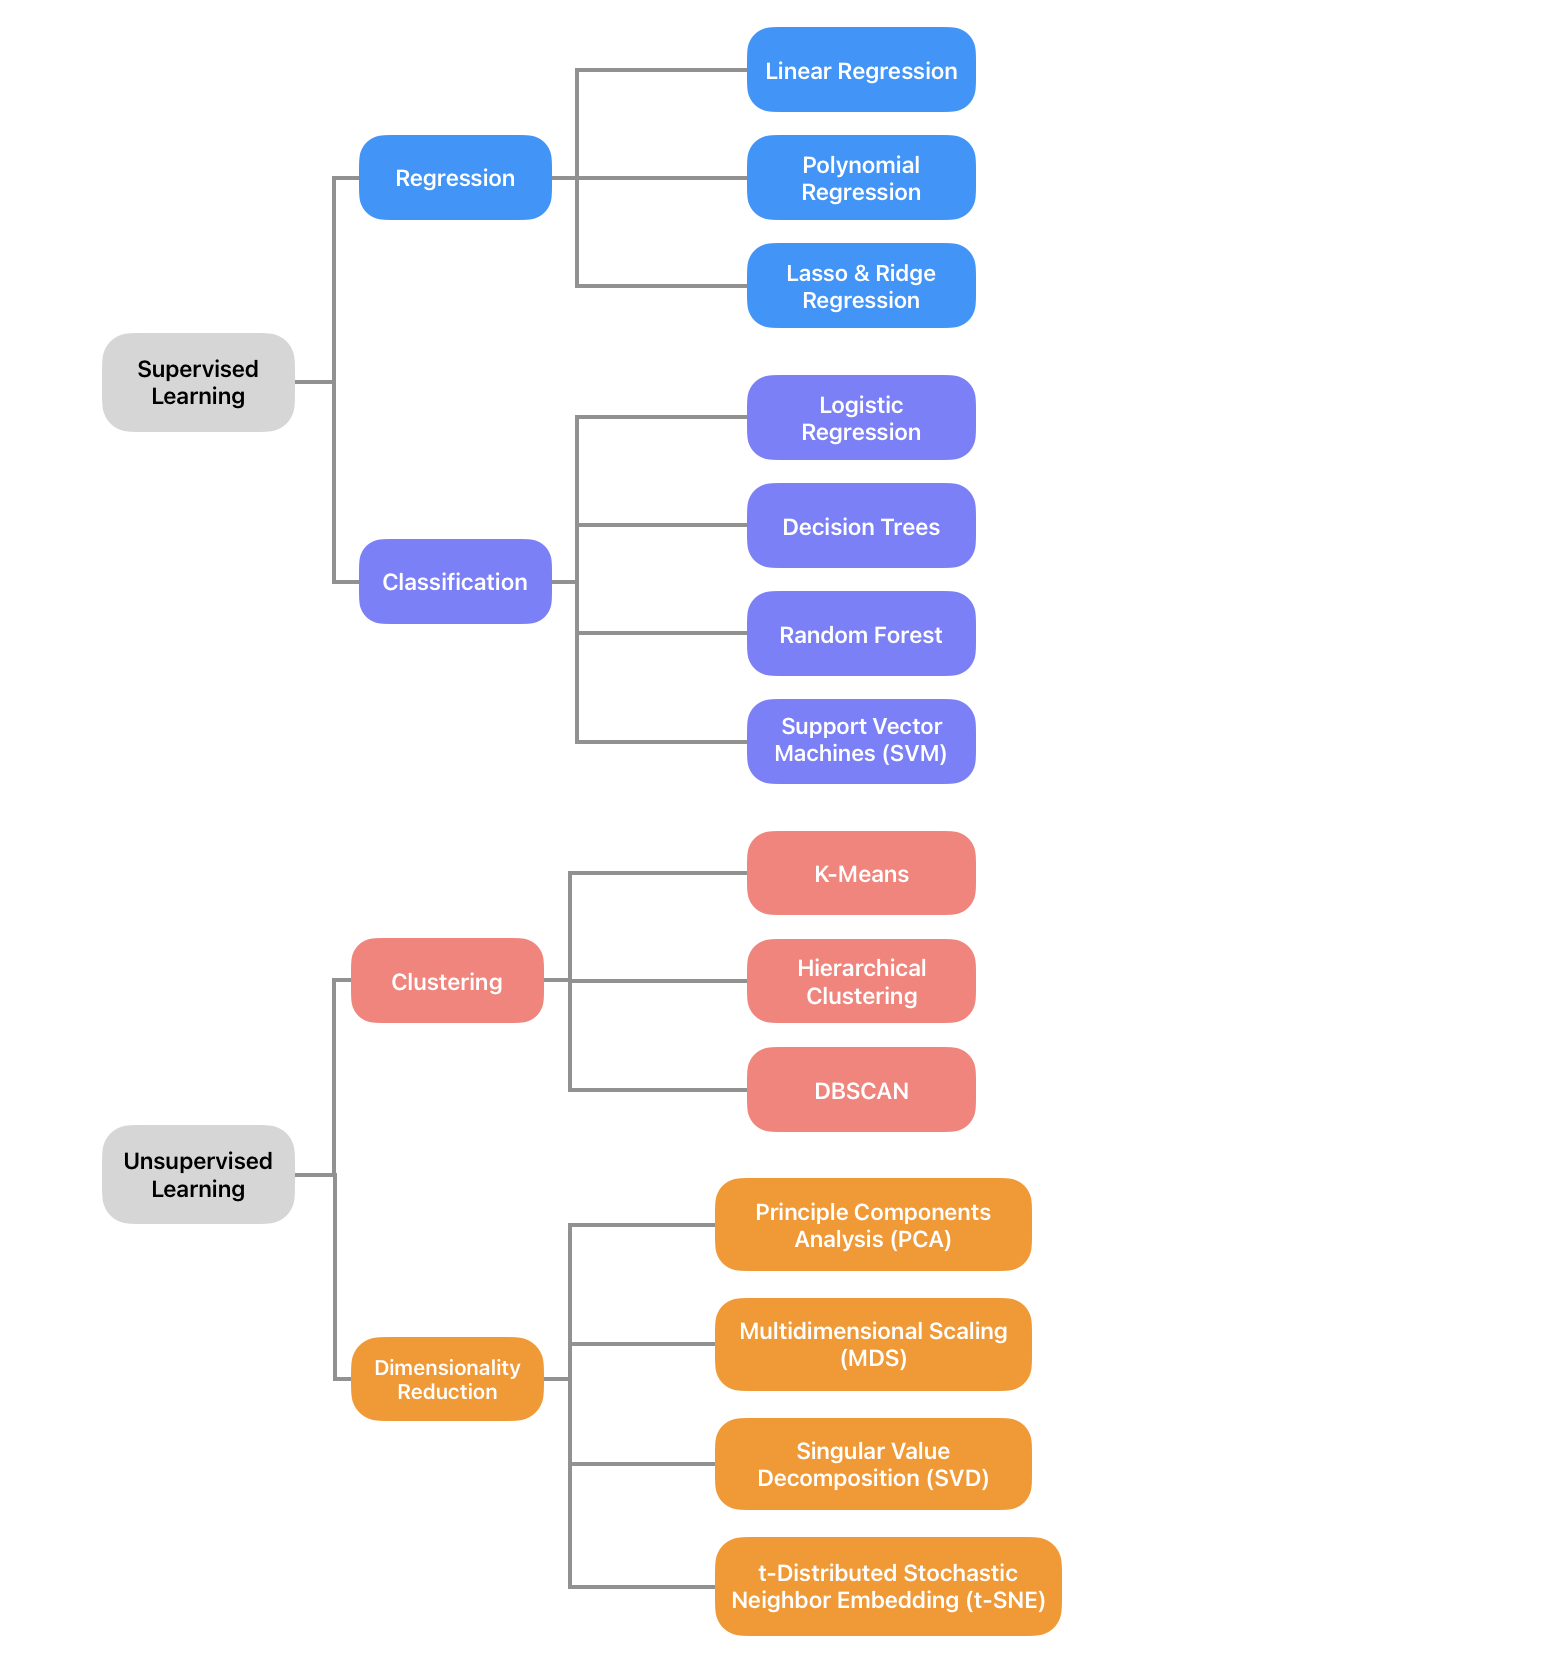 Linear Regression
Polynomial
Regression
Regression
Lasso & Ridge
Regression
Supervised
Learning
Logistic
Regression
Decision Trees
Classification
Random Forest
Support Vector
Machines (SVM)
K-Means
Clustering
Hierarchical
Clustering
DBSCAN
Unsupervised
Learning
Principle Components
Analysis (PCA)
Multidimensional Scaling
(MDS)
Dimensionality
Reduction
Singular Value
Decomposition (SVD)
t-Distributed Stochastic
Neighbor Embedding (t-SNE)